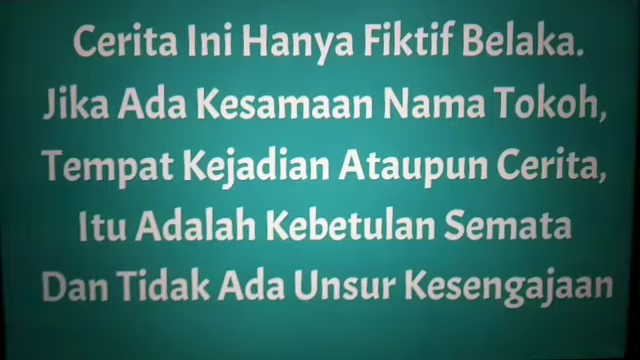 Cerita Ini Hanya Fiktif Belaka.
Jika Ada Kesamaan Nama Tokoh,
Tempat Kejadian Ataupun Cerita,
Itu Adalah Kebetulan Semata
Dan Tidak Ada Unsur Kesengajaan